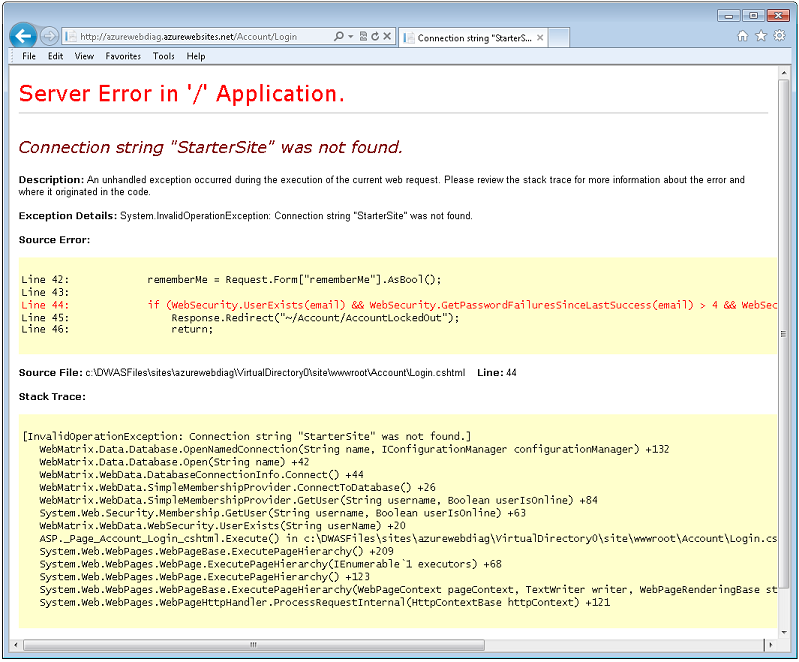 http://azurewebdiag.azurewebsites.net/Account/Login
Connection string "StarterS...
File Edit View Favorites Tools Help
Server Error in '/' Application.
Connection string "StarterSite" was not found.
Description: An unhandled exception occurred during the execution of the current web request. Please review the stack trace for more information about the error and
where it originated in the code.
Exception Details: System.InvalidOperationException: Connection string "StarterSite" was not found.
Source Error:
Line 42: rememberMe = Request.Form["rememberMe"].AsBool();
Line 43:
Line 44: if (WebSecurity.UserExists(email) && WebSecurity.GetPasswordFailuresSinceLastSuccess(email) > 4 && WebSec
Line 45: Response.Redirect("~/Account/AccountLockedOut");
Line 46: return;
Source File: c:\DWASFiles\sites\azurewebdiag\VirtualDirectory0\site\wwwroot\Account\Login.cshtml Line: 44
Stack Trace:
[InvalidOperationException: Connection string "StarterSite" was not found.]
WebMatrix.Data.Database.OpenNamedConnection(String name, IConfigurationManager configurationManager) +132
WebMatrix.Data.Database.Open(String name) +42
WebMatrix.WebData.DatabaseConnectionInfo.Connect() +44
WebMatrix.WebData.SimpleMembershipProvider.ConnectToDatabase() +26
WebMatrix.WebData.SimpleMembershipProvider.GetUser(String username, Boolean userIsOnline) +84
System.Web.Security.Membership.GetUser(String username, Boolean userIsOnline) +63
WebMatrix.WebData.WebSecurity.UserExists(String userName) +20
ASP._Page_Account_Login_cshtml.Execute() in c:\DWASFiles\sites\azurewebdiag\VirtualDirectory0\site\wwwroot\Account\Login.cs
System.Web.WebPages.WebPageBase.ExecutePageHierarchy() +209
System.Web.WebPages.WebPage.ExecutePageHierarchy(IEnumerable`1 executors) +68
System.Web.WebPages.WebPage.ExecutePageHierarchy() +123
System.Web.WebPages.WebPageBase.ExecutePageHierarchy(WebPageContext pageContext, TextWriter writer, WebPageRenderingBase st
System.Web.WebPages.WebPageHttpHandler.ProcessRequestInternal(HttpContextBase httpContext) +121